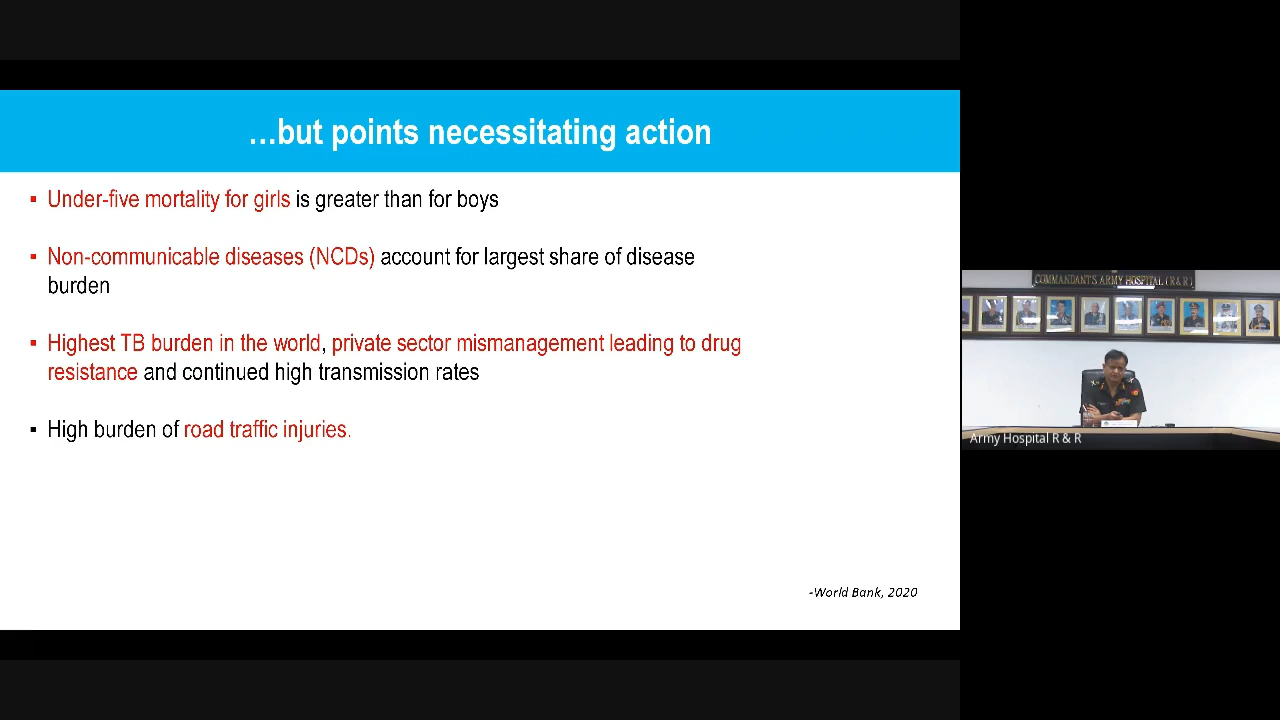 …but points necessitating action
▪ Under-five mortality for girls is greater than for boys
▪ Non-communicable diseases (NCDs) account for largest share of disease
burden
▪ Highest TB burden in the world, private sector mismanagement leading to drug
resistance and continued high transmission rates
▪ High burden of road traffic injuries.
-World Bank, 2020
COMMANDANT'S ARMY HOSPITAL (R & R)
Army Hospital R & R